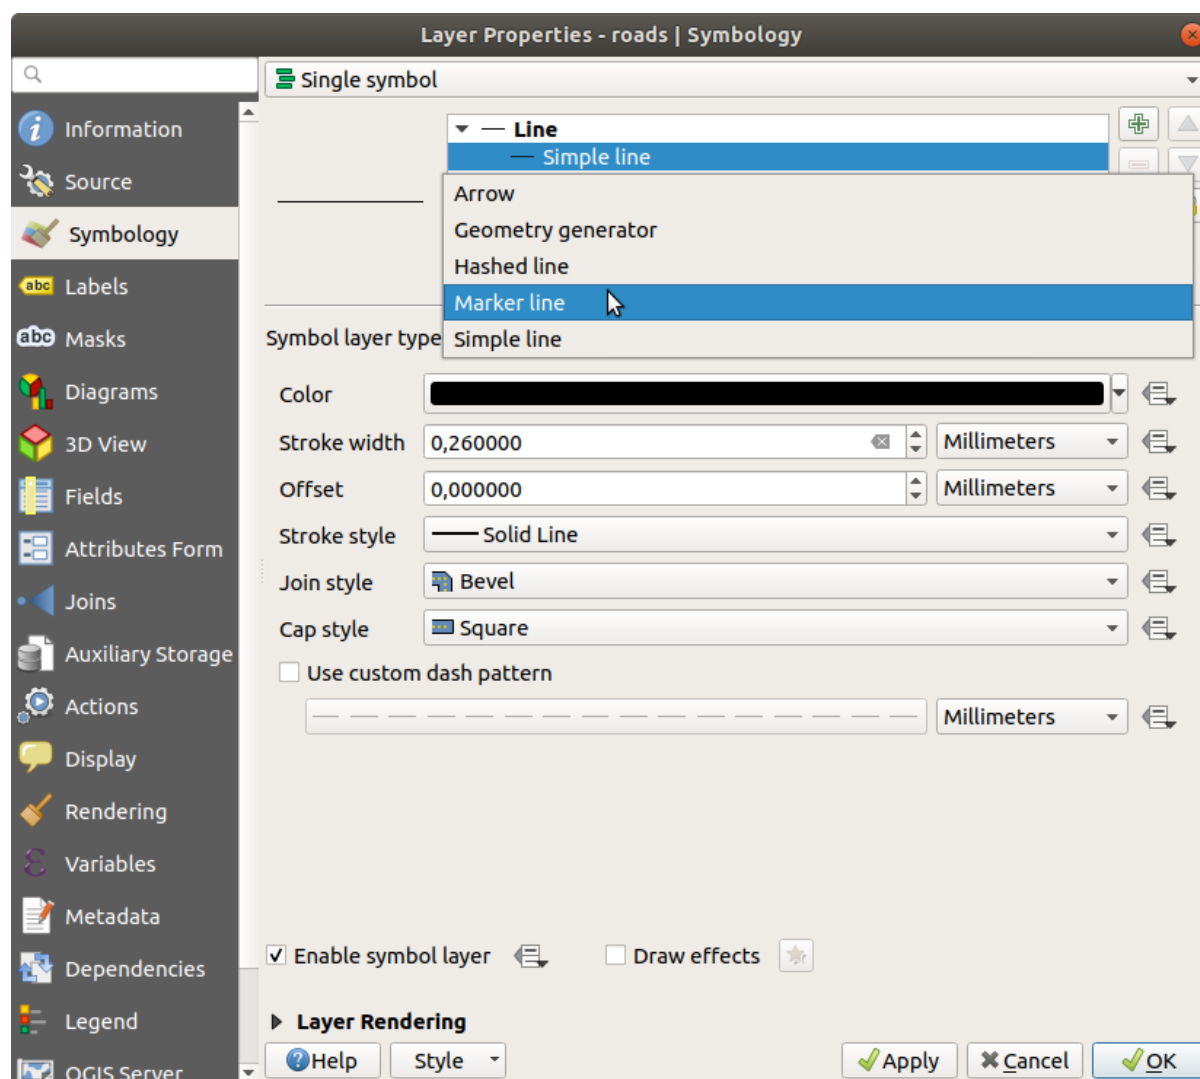 Layer Properties - roads | Symbology
Single symbol
Information
Source
Symbology
Labels
Masks
Diagrams
3D View
Fields
Attributes Form
Joins
Auxiliary Storage
Actions
Display
Rendering
Variables
Metadata
Dependencies
Legend
QGIS Server
abc
abc
Line
Simple line
Arrow
Geometry generator
Hashed line
Marker line
Simple line
Symbol layer type
Color
Stroke width 0,260000 Millimeters
Offset 0,000000 Millimeters
Stroke style Solid Line
Join style Bevel
Cap style Square
Use custom dash pattern
Millimeters
Enable symbol layer Draw effects
Layer Rendering
Help Style Apply Cancel OK